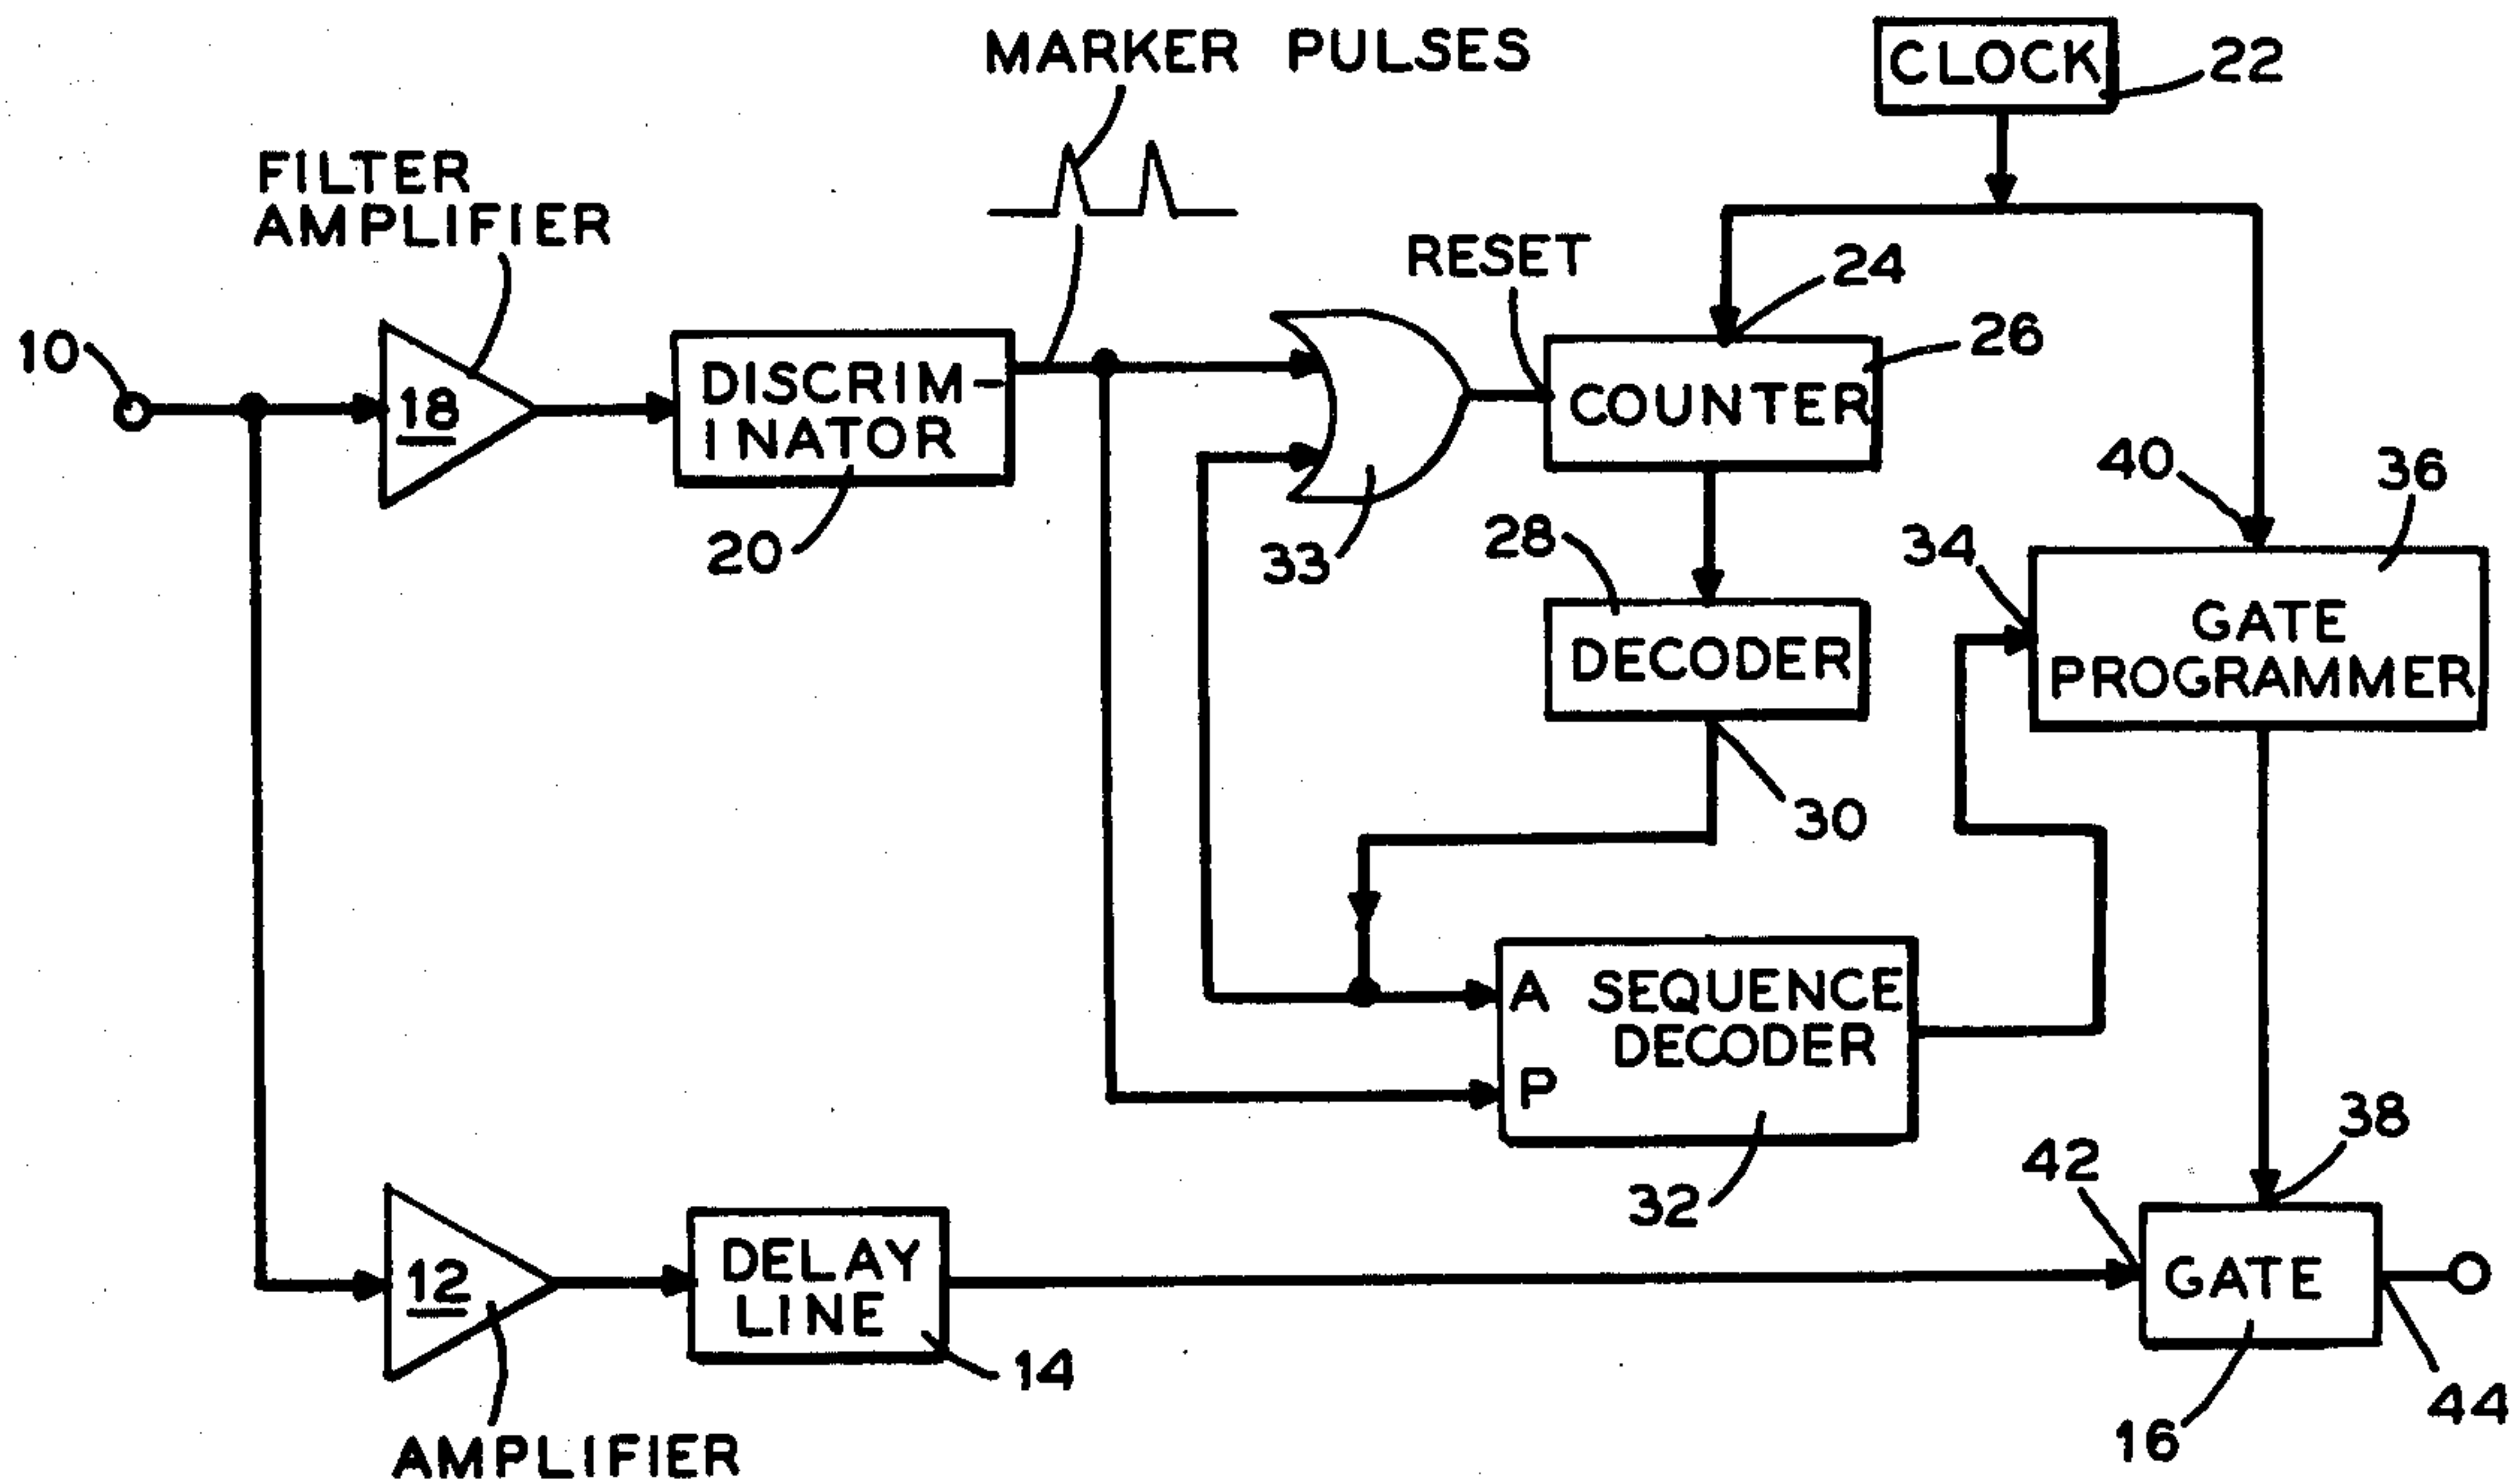 MARKER PULSES
CLOCK
22
FILTER
AMPLIFIER
RESET
24
10
18
DISCRIM-
INATOR
20
33
COUNTER
26
40
36
28
34
DECODER
GATE
PROGRAMMER
30
A SEQUENCE
DECODER
P
32
38
42
12
DELAY
LINE
14
GATE
16
44
AMPLIFIER